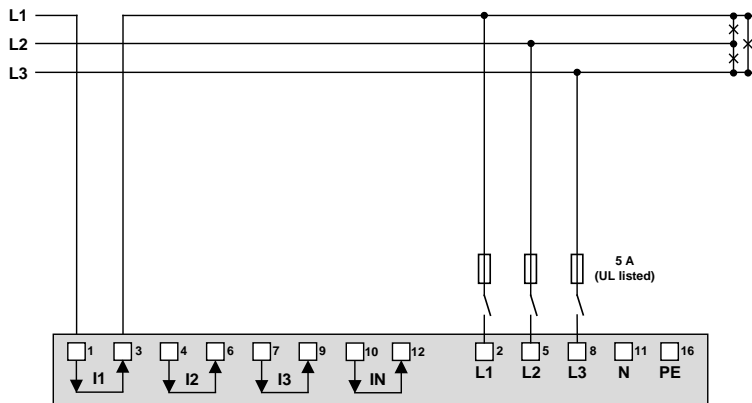 L1
L2
L3
5 A
(UL listed)
1 3 4 6 7 9 10 12 2 5 8 11 16
I1 I2 I3 IN L1 L2 L3 N PE